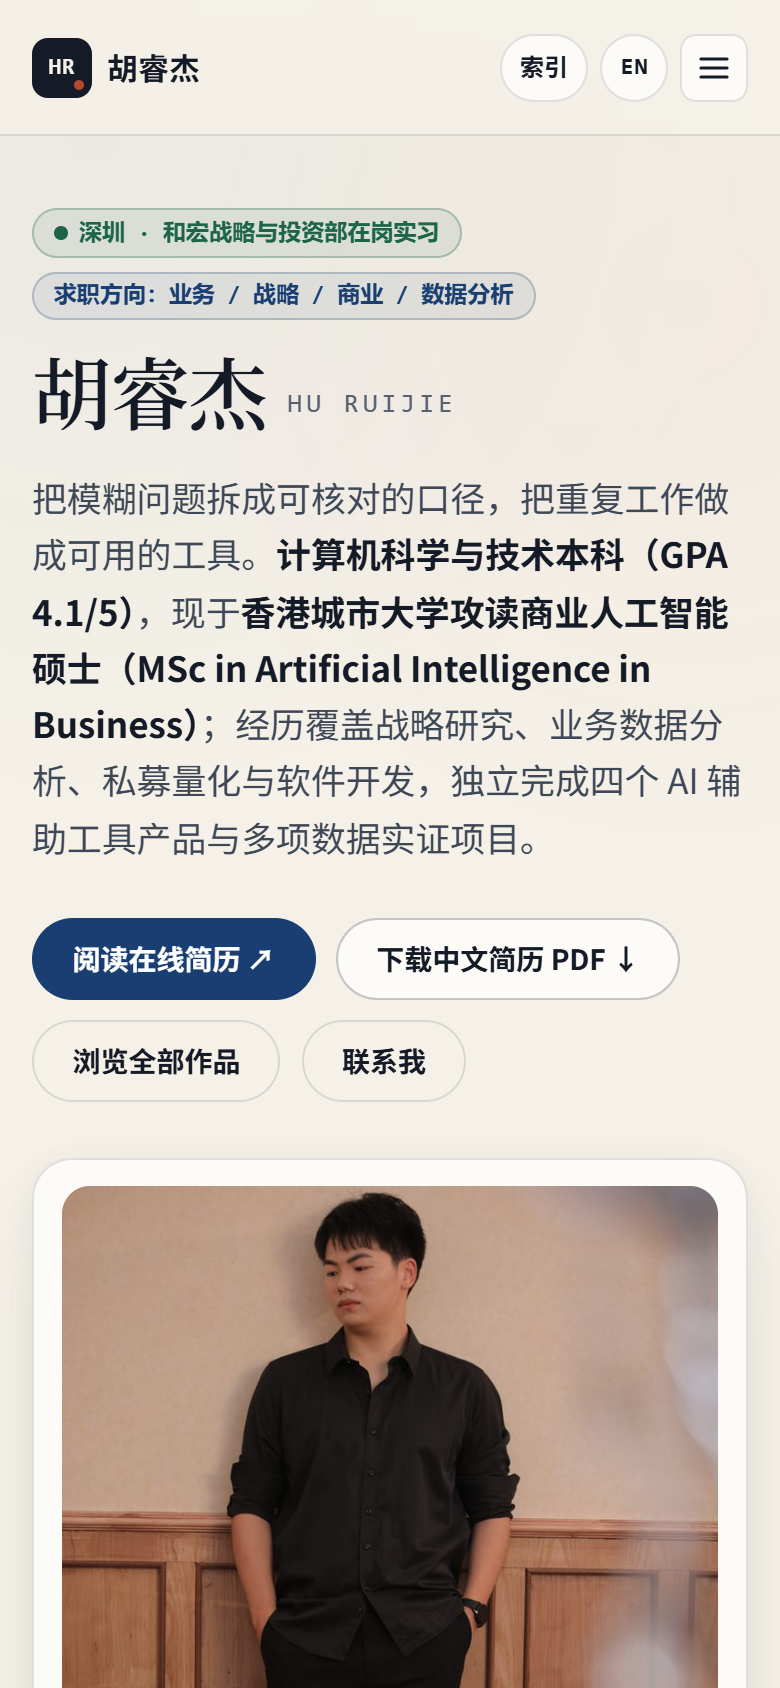 HR 胡睿杰 索引 EN
深圳 · 和宏战略与投资部在岗实习
求职方向：业务 / 战略 / 商业 / 数据分析
胡睿杰 HU RUIJIE
把模糊问题拆成可核对的口径，把重复工作做
成可用的工具。计算机科学与技术本科（GPA
4.1/5），现于香港城市大学攻读商业人工智能
硕士（MSc in Artificial Intelligence in
Business）；经历覆盖战略研究、业务数据分
析、私募量化与软件开发，独立完成四个 AI 辅
助工具产品与多项数据实证项目。
阅读在线简历 ↗ 下载中文简历 PDF ↓
浏览全部作品 联系我